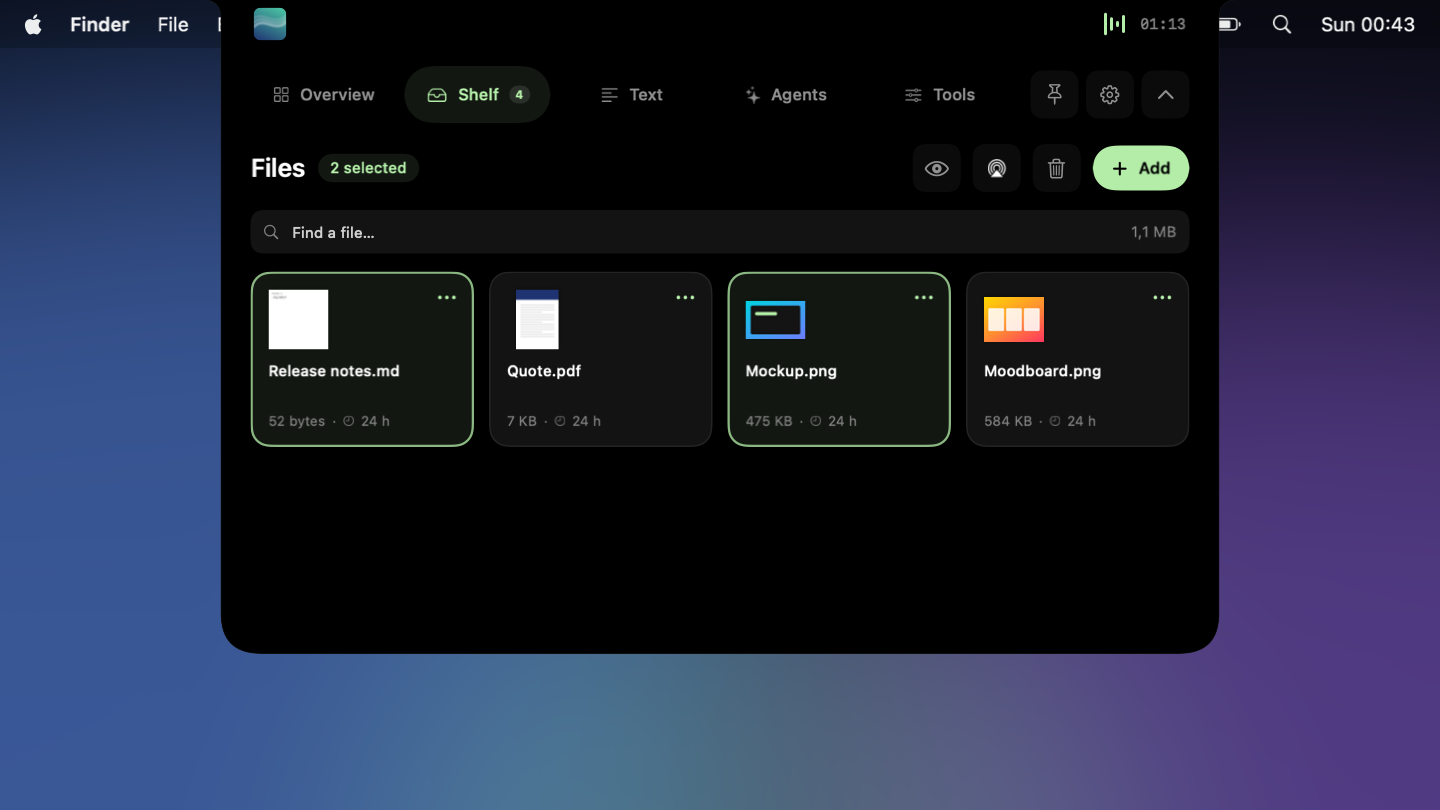 Finder File Sun 00:43
01:13
Overview Shelf 4 Text Agents Tools
Files 2 selected + Add
Find a file... 1,1 MB
Release notes.md
52 bytes · 24 h
Quote.pdf
7 KB · 24 h
Mockup.png
475 KB · 24 h
Moodboard.png
584 KB · 24 h